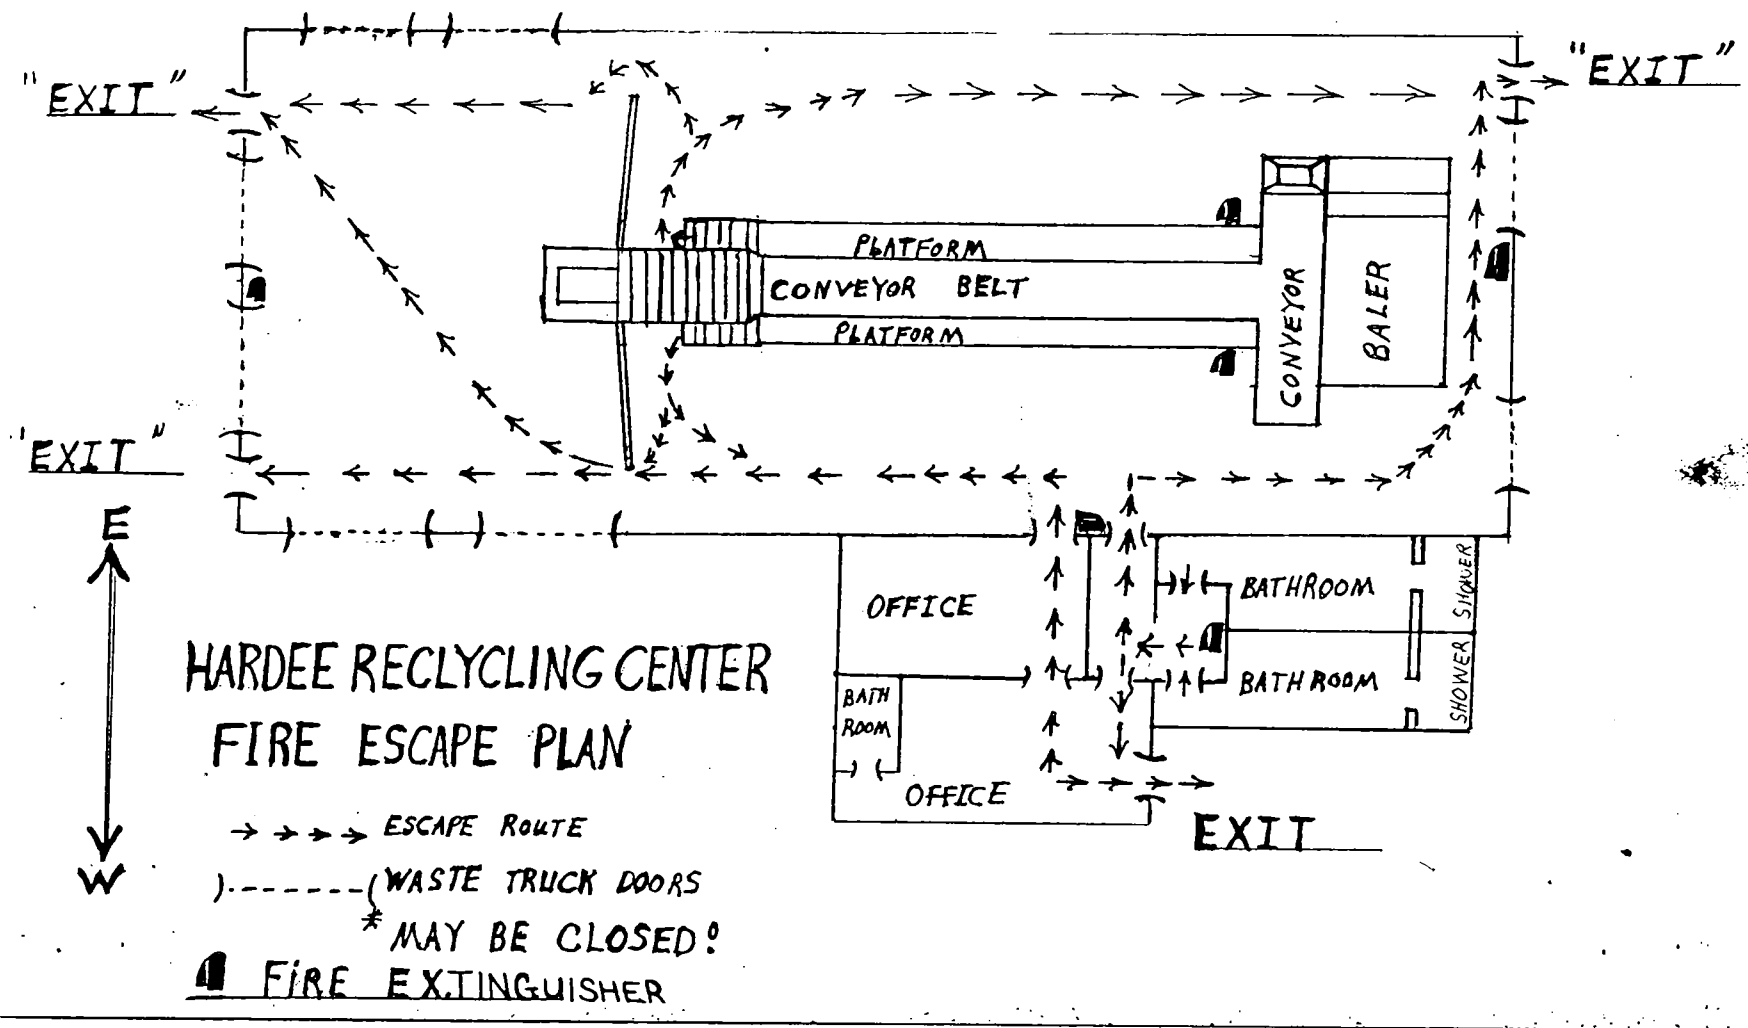 "EXIT"
"EXIT"
PLATFORM
CONVEYOR BELT
PLATFORM
CONVEYOR
BALER
"EXIT"
E
W
OFFICE
BATHROOM
SHOWER
BATHROOM
SHOWER
BATH
ROOM
OFFICE
EXIT
HARDEE RECLYCLING CENTER
FIRE ESCAPE PLAN
ESCAPE ROUTE
WASTE TRUCK DOORS
* MAY BE CLOSED!
FIRE EXTINGUISHER